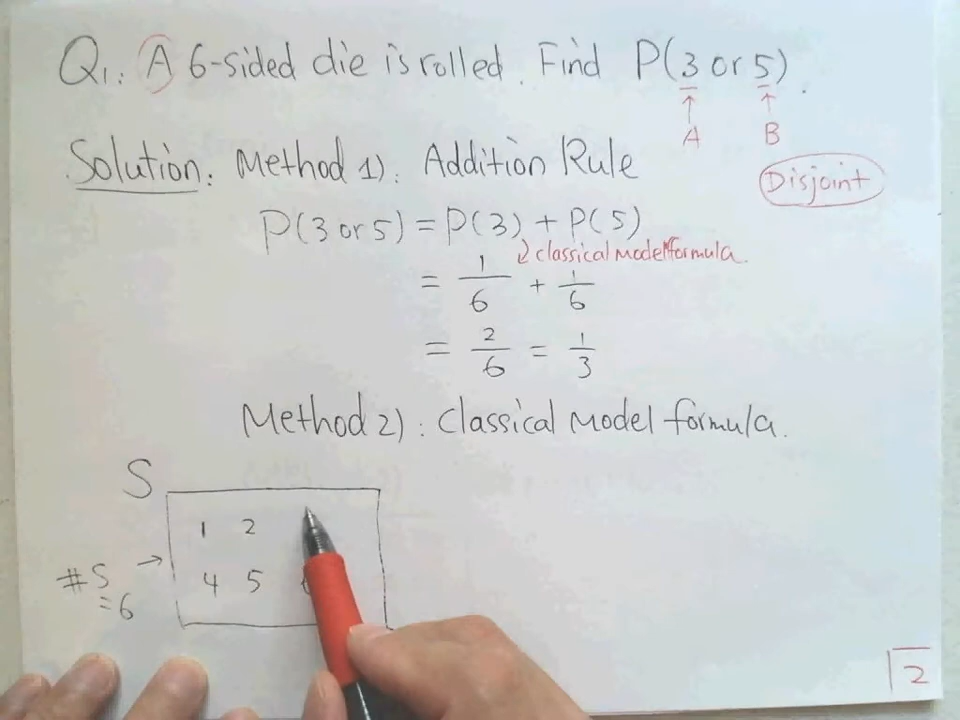 Q1: A 6-sided die is rolled. Find P(3 or 5).
A B
Solution: Method 1): Addition Rule
Disjoint
P(3 or 5) = P(3) + P(5)
classical model formula.
= 1/6 + 1/6
= 2/6 = 1/3
Method 2): Classical Model formula.
S
1 2
4 5
#S
=6
2